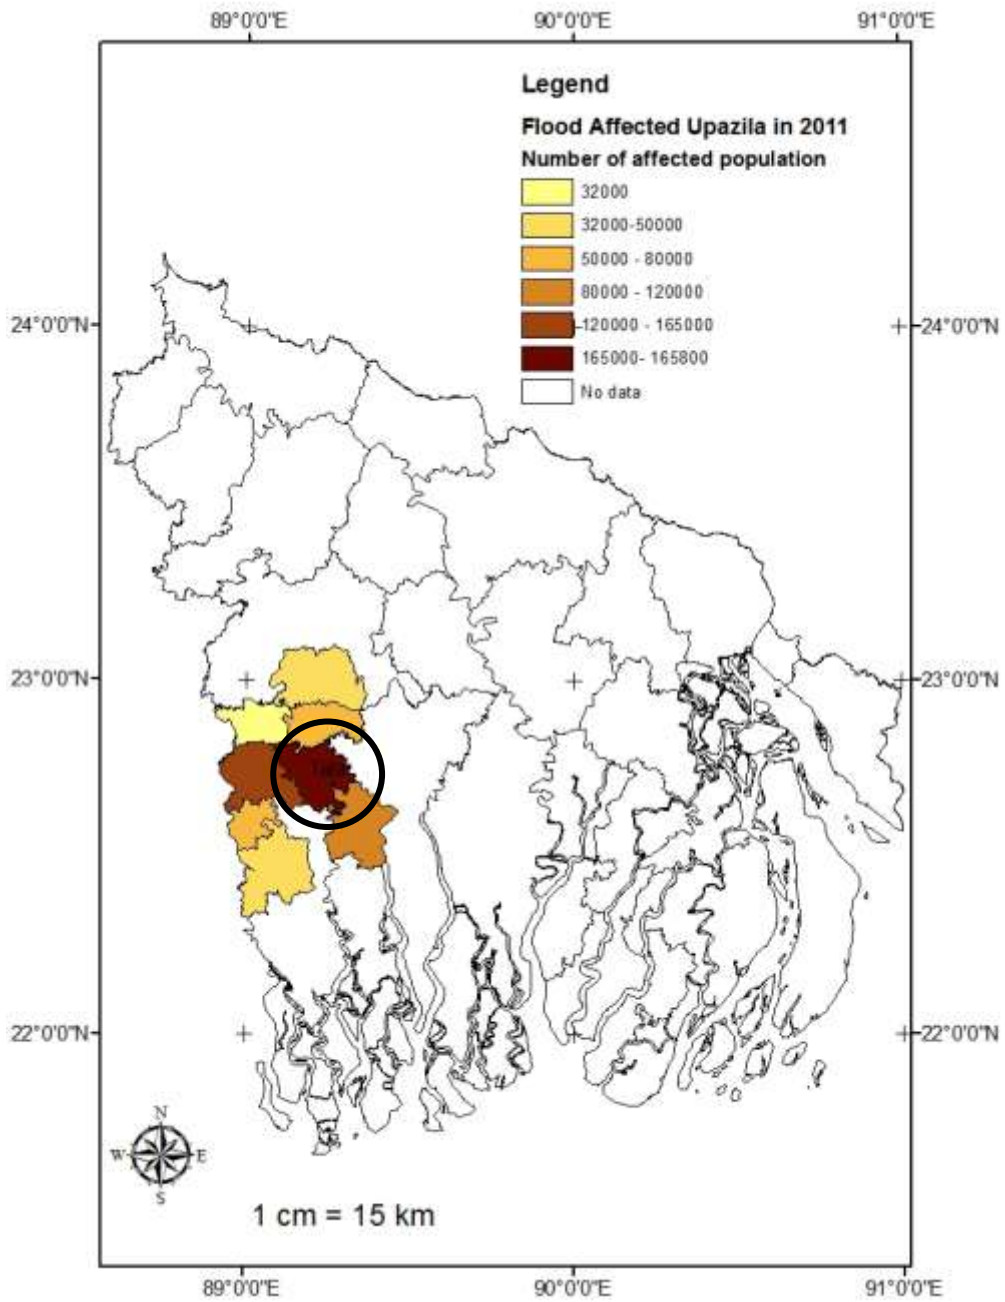 89°0'0"E 90°0'0"E 91°0'0"E
Legend
Flood Affected Upazila in 2011
Number of affected population
32000
32000-50000
50000 - 80000
80000 - 120000
120000 - 165000
165000- 165800
No data
24°0'0"N 24°0'0"N
23°0'0"N 23°0'0"N
22°0'0"N 22°0'0"N
N
W E
S
1 cm = 15 km
89°0'0"E 90°0'0"E 91°0'0"E